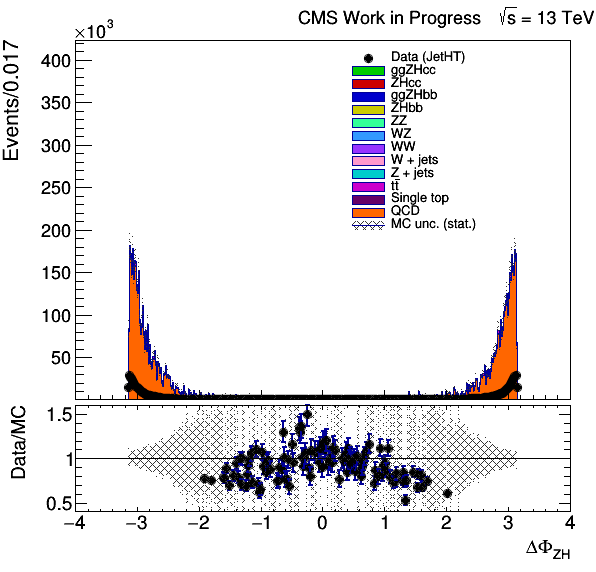 CMS Work in Progress √s = 13 TeV
×10³
Events/0.017
400
350
300
250
200
150
100
50
Data (JetHT)
ggZHcc
ZHcc
ggZHbb
ZHbb
ZZ
WZ
WW
W + jets
Z + jets
tt̄
Single top
QCD
MC unc. (stat.)
Data/MC
1.5
1
0.5
−4 −3 −2 −1 0 1 2 3 4
ΔΦ_ZH